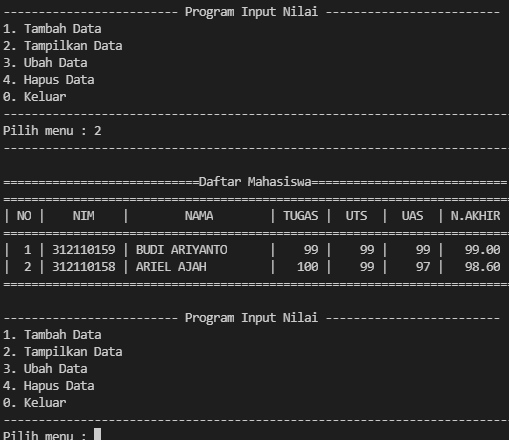 ------------------------- Program Input Nilai -------------------------
1. Tambah Data
2. Tampilkan Data
3. Ubah Data
4. Hapus Data
0. Keluar
------------------------------------------------------------------------
Pilih menu : 2
------------------------------------------------------------------------
============================Daftar Mahasiswa============================
========================================================================
| NO |    NIM    |        NAMA        | TUGAS |  UTS  |  UAS  | N.AKHIR
========================================================================
|  1 | 312110159 | BUDI ARIYANTO      |    99 |    99 |    99 |   99.00
|  2 | 312110158 | ARIEL AJAH         |   100 |    99 |    97 |   98.60
========================================================================
------------------------- Program Input Nilai -------------------------
1. Tambah Data
2. Tampilkan Data
3. Ubah Data
4. Hapus Data
0. Keluar
------------------------------------------------------------------------
Pilih menu :